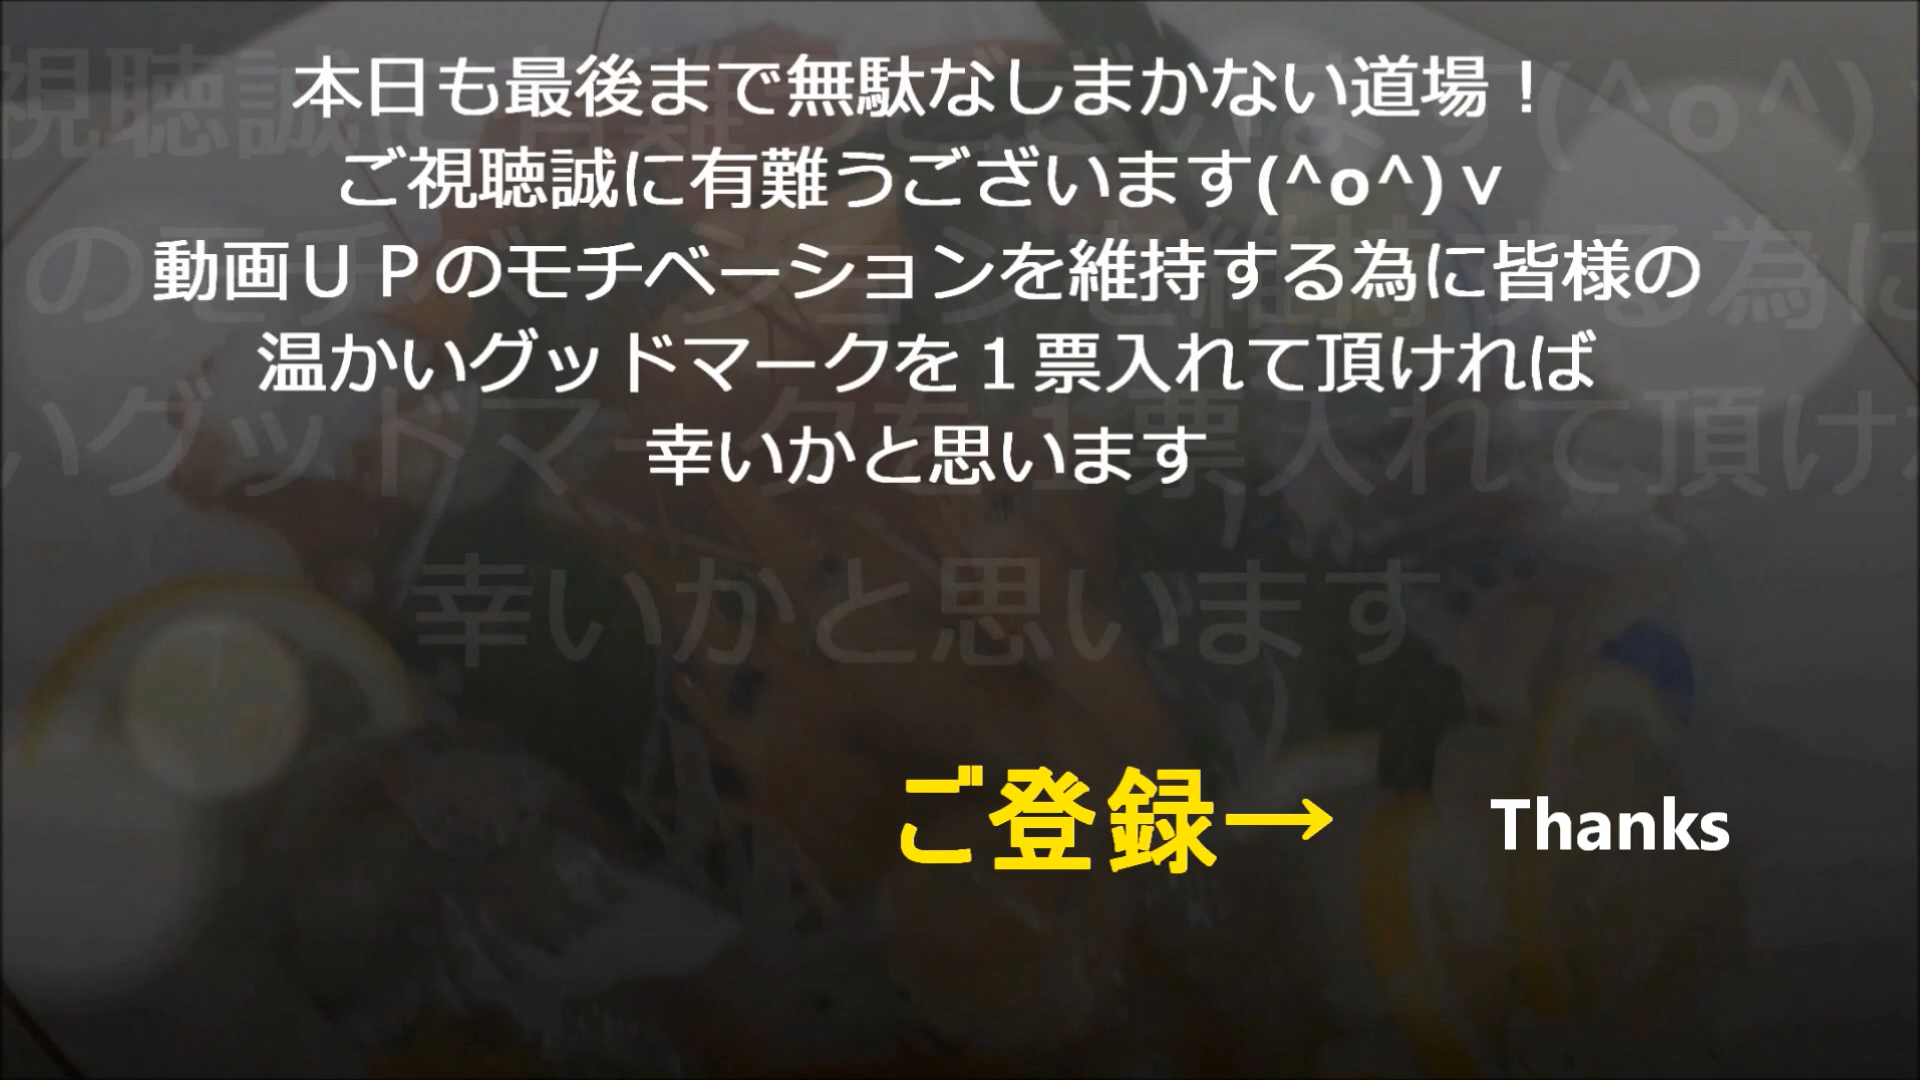 本日も最後まで無駄なしまかない道場！
ご視聴誠に有難うございます(^o^)ｖ
動画ＵＰのモチベーションを維持する為に皆様の
温かいグッドマークを１票入れて頂ければ
幸いかと思います
ご登録→
Thanks